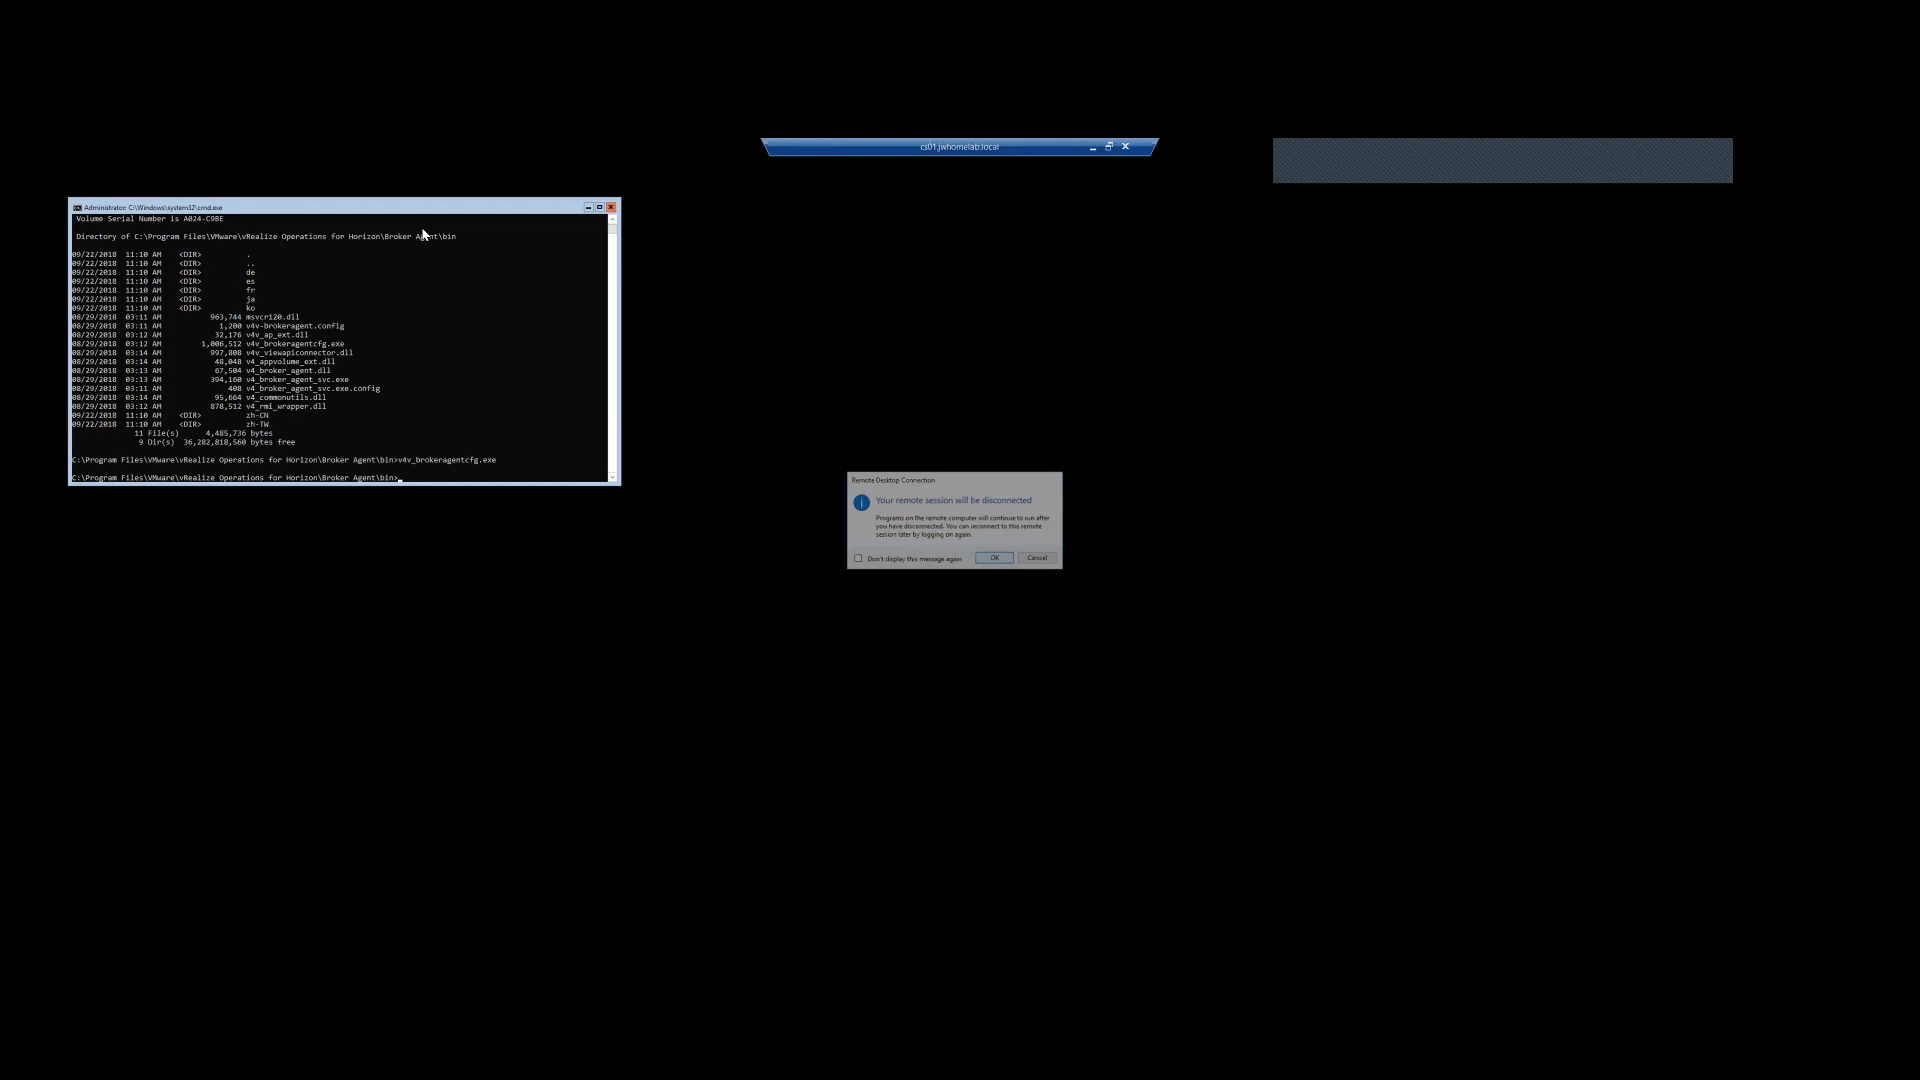 cs01.jwhomelab.local
Administrator: C:\Windows\system32\cmd.exe
Volume Serial Number is A024-C9BE
Directory of C:\Program Files\VMware\vRealize Operations for Horizon\Broker Agent\bin
09/22/2018  11:10 AM    <DIR>          .
09/22/2018  11:10 AM    <DIR>          ..
09/22/2018  11:10 AM    <DIR>          de
09/22/2018  11:10 AM    <DIR>          es
09/22/2018  11:10 AM    <DIR>          fr
09/22/2018  11:10 AM    <DIR>          ja
09/22/2018  11:10 AM    <DIR>          ko
08/29/2018  03:11 AM           963,744 msvcr120.dll
08/29/2018  03:11 AM             1,200 v4v-brokeragent.config
08/29/2018  03:12 AM            32,176 v4v_ap_ext.dll
08/29/2018  03:12 AM         1,006,512 v4v_brokeragentcfg.exe
08/29/2018  03:14 AM           997,808 v4v_viewapiconnector.dll
08/29/2018  03:14 AM            48,048 v4_appvolume_ext.dll
08/29/2018  03:13 AM            67,504 v4_broker_agent.dll
08/29/2018  03:13 AM           394,160 v4_broker_agent_svc.exe
08/29/2018  03:11 AM               408 v4_broker_agent_svc.exe.config
08/29/2018  03:14 AM            95,664 v4_commonutils.dll
08/29/2018  03:12 AM           878,512 v4_rmi_wrapper.dll
09/22/2018  11:10 AM    <DIR>          zh-CN
09/22/2018  11:10 AM    <DIR>          zh-TW
11 File(s)      4,485,736 bytes
9 Dir(s)  36,282,818,560 bytes free
C:\Program Files\VMware\vRealize Operations for Horizon\Broker Agent\bin>v4v_brokeragentcfg.exe
C:\Program Files\VMware\vRealize Operations for Horizon\Broker Agent\bin>
Remote Desktop Connection
Your remote session will be disconnected
Programs on the remote computer will continue to run after
you have disconnected. You can reconnect to this remote
session later by logging on again.
Don't display this message again
OK
Cancel